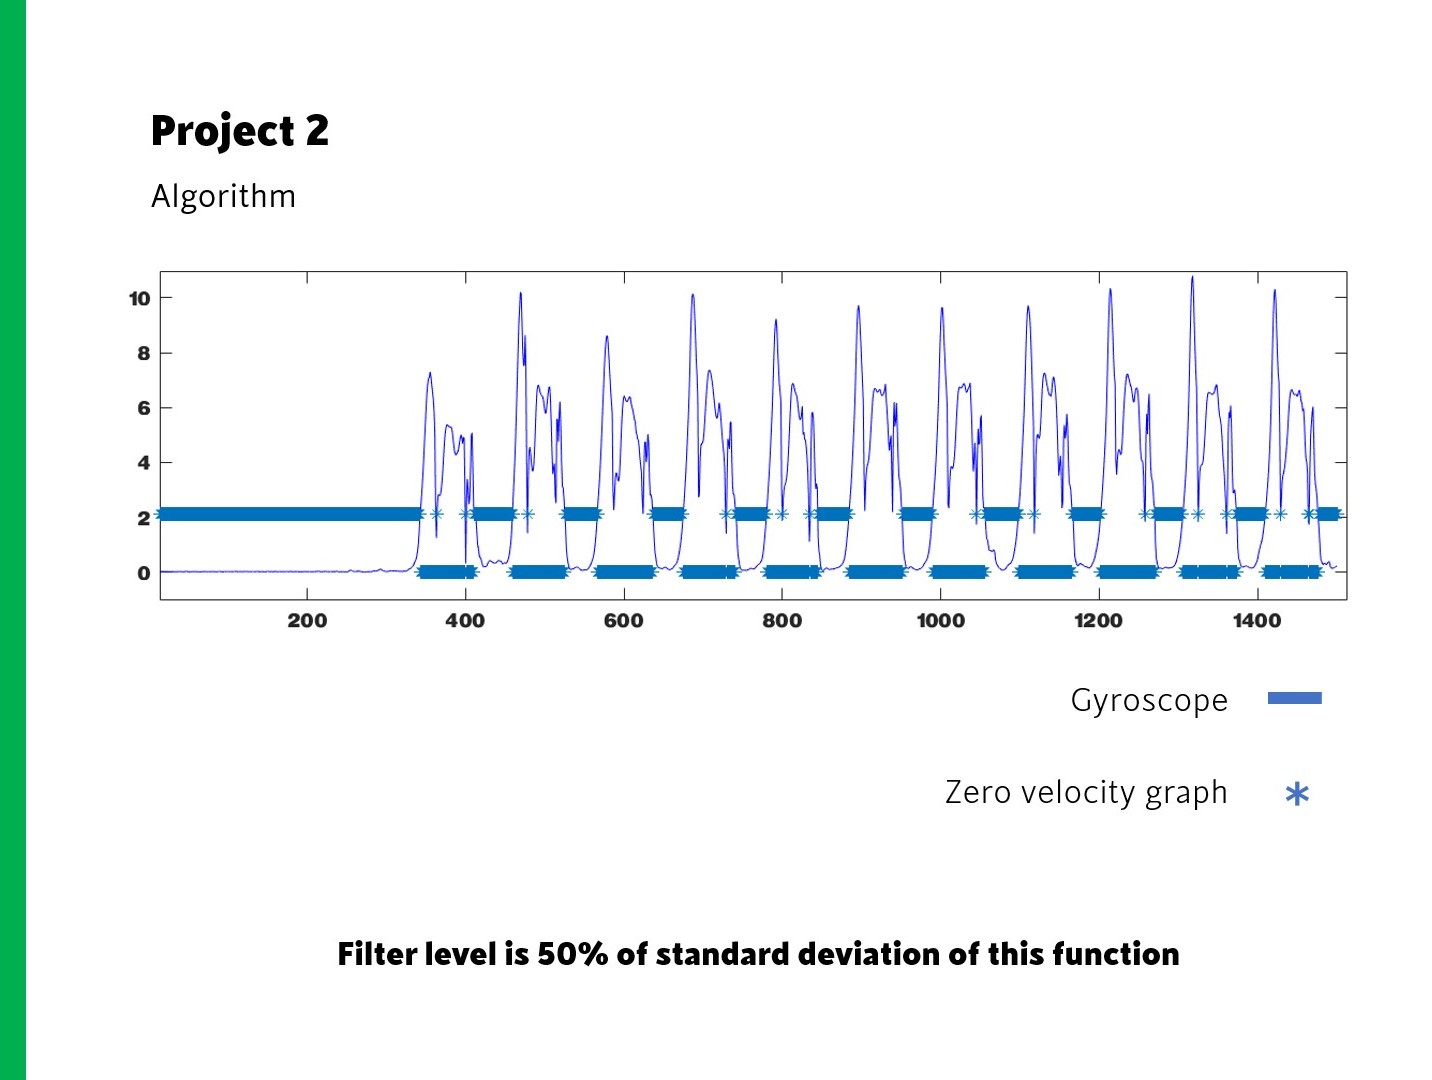 Project 2
Algorithm
10
8
6
4
2
0
200 400 600 800 1000 1200 1400
Gyroscope
Zero velocity graph *
Filter level is 50% of standard deviation of this function